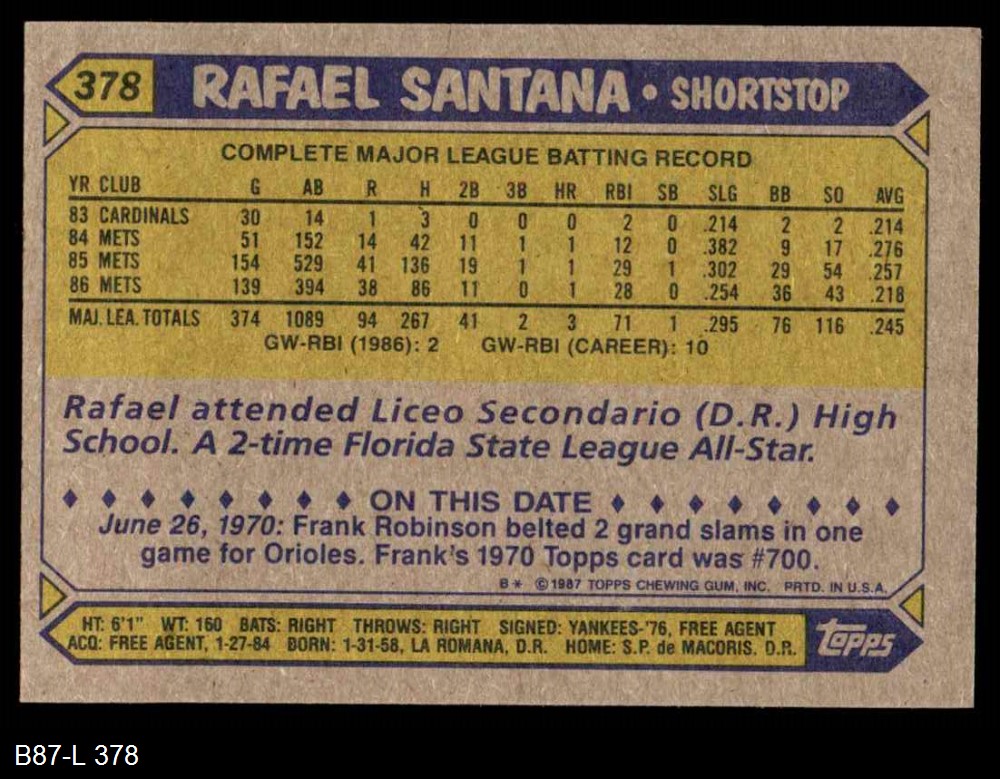 378 RAFAEL SANTANA • SHORTSTOP
COMPLETE MAJOR LEAGUE BATTING RECORD
YR CLUB G AB R H 2B 3B HR RBI SB SLG BB SO AVG
83 CARDINALS 30 14 1 3 0 0 0 2 0 .214 2 2 .214
84 METS 51 152 14 42 11 1 1 12 0 .382 9 17 .276
85 METS 154 529 41 136 19 1 1 29 1 .302 29 54 .257
86 METS 139 394 38 86 11 0 1 28 0 .254 36 43 .218
MAJ. LEA. TOTALS 374 1089 94 267 41 2 3 71 1 .295 76 116 .245
GW-RBI (1986): 2 GW-RBI (CAREER): 10
Rafael attended Liceo Secondario (D.R.) High
School. A 2-time Florida State League All-Star.
♦ ♦ ♦ ♦ ♦ ♦ ♦ ♦ ON THIS DATE ♦ ♦ ♦ ♦ ♦ ♦ ♦ ♦
June 26, 1970: Frank Robinson belted 2 grand slams in one
game for Orioles. Frank's 1970 Topps card was #700.
B* ©1987 TOPPS CHEWING GUM, INC. PRTD. IN U.S.A.
HT: 6'1" WT: 160 BATS: RIGHT THROWS: RIGHT SIGNED: YANKEES-'76, FREE AGENT
ACQ: FREE AGENT, 1-27-84 BORN: 1-31-58, LA ROMANA, D.R. HOME: S.P. de MACORIS. D.R.
topps
B87-L 378